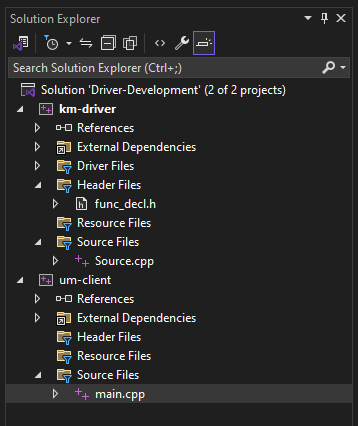 Solution Explorer
Search Solution Explorer (Ctrl+;)
Solution 'Driver-Development' (2 of 2 projects)
km-driver
References
External Dependencies
Driver Files
Header Files
func_decl.h
Resource Files
Source Files
Source.cpp
um-client
References
External Dependencies
Header Files
Resource Files
Source Files
main.cpp